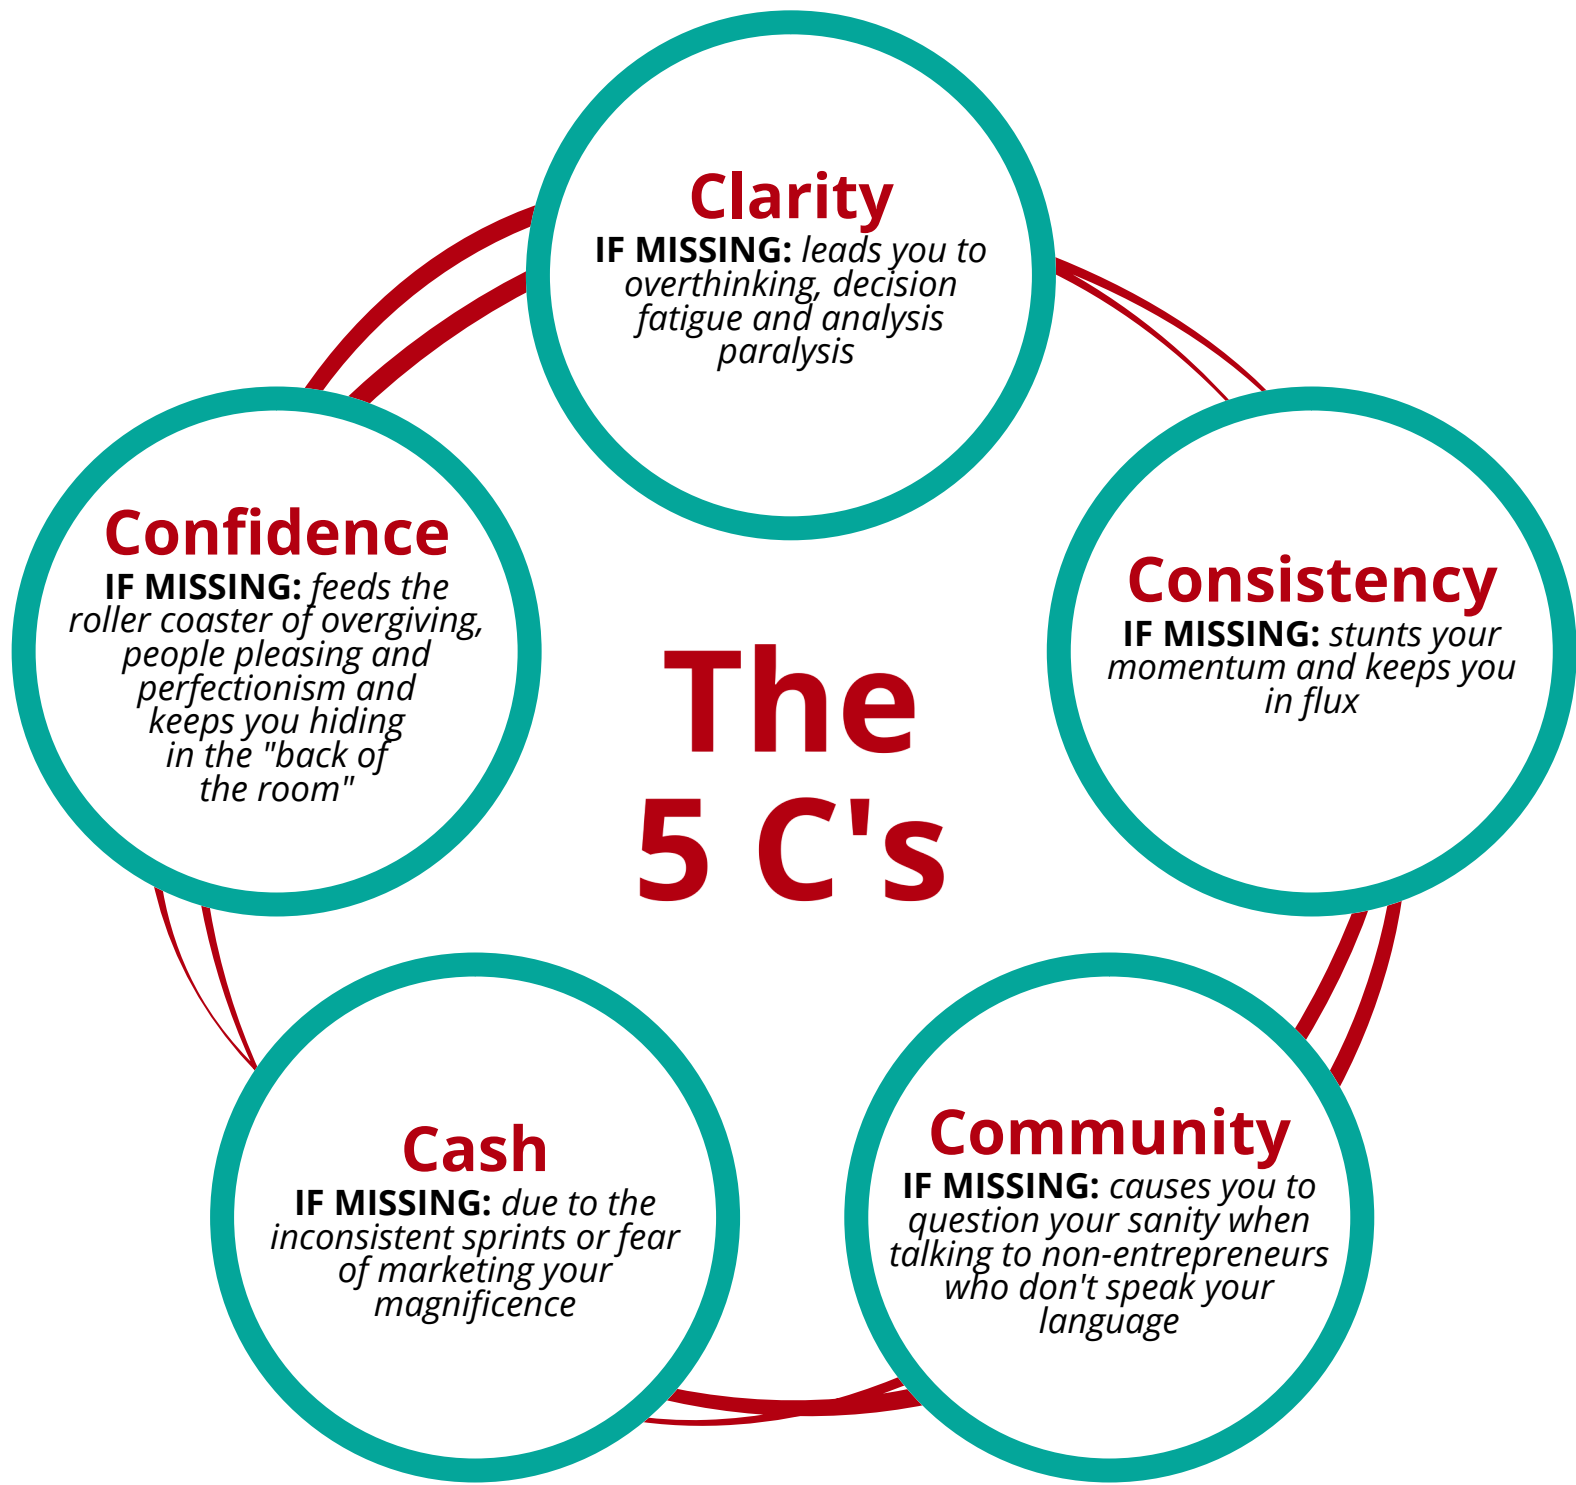 Clarity
IF MISSING: leads you to
overthinking, decision
fatigue and analysis
paralysis
Confidence
IF MISSING: feeds the
roller coaster of overgiving,
people pleasing and
perfectionism and
keeps you hiding
in the "back of
the room"
Consistency
IF MISSING: stunts your
momentum and keeps you
in flux
The
5 C's
Cash
IF MISSING: due to the
inconsistent sprints or fear
of marketing your
magnificence
Community
IF MISSING: causes you to
question your sanity when
talking to non-entrepreneurs
who don't speak your
language